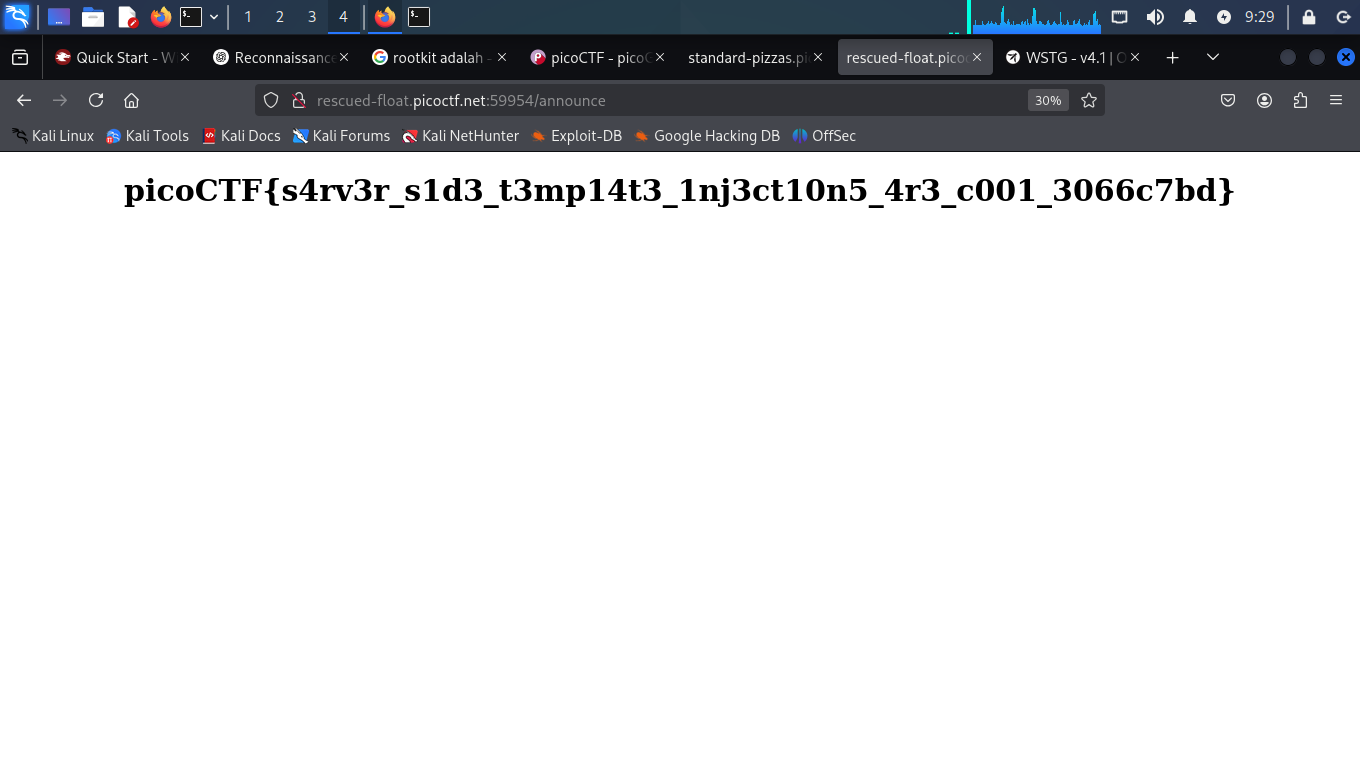 1 2 3 4 9:29
Quick Start - W Reconnaissance rootkit adalah - picoCTF - picoG standard-pizzas.pi rescued-float.picoc WSTG - v4.1 | O
rescued-float.picoctf.net:59954/announce 30%
Kali Linux Kali Tools Kali Docs Kali Forums Kali NetHunter Exploit-DB Google Hacking DB OffSec
picoCTF{s4rv3r_s1d3_t3mp14t3_1nj3ct10n5_4r3_c001_3066c7bd}